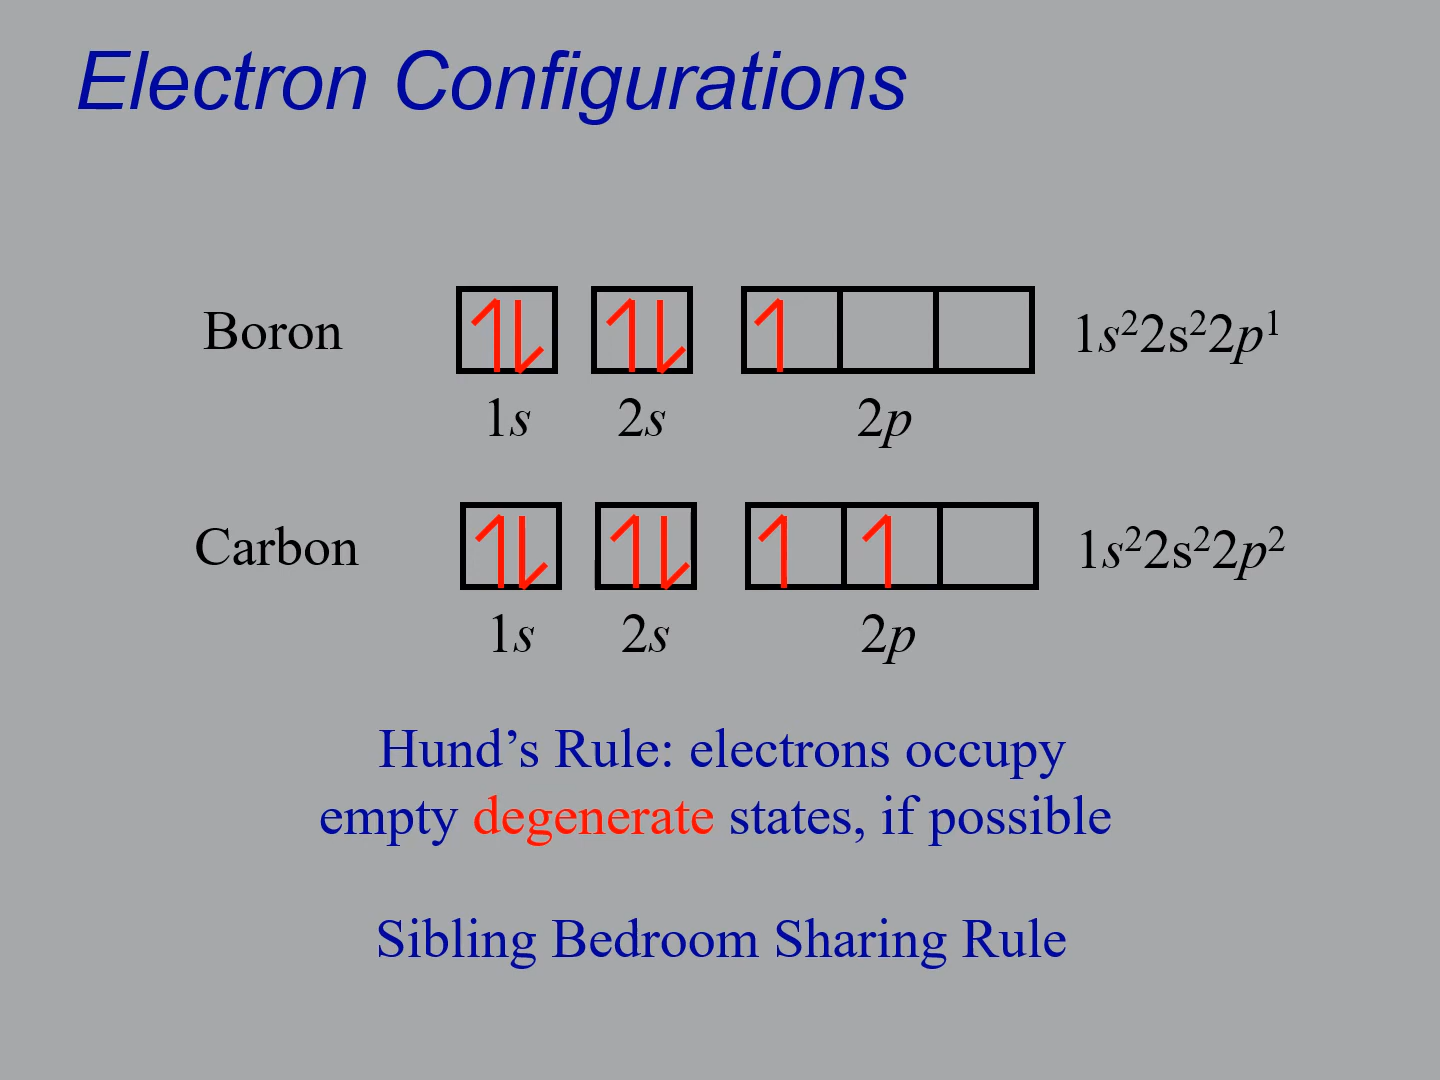 Electron Configurations
Boron 1s²2s²2p¹
1s 2s 2p
Carbon 1s²2s²2p²
1s 2s 2p
Hund’s Rule: electrons occupy
empty degenerate states, if possible
Sibling Bedroom Sharing Rule